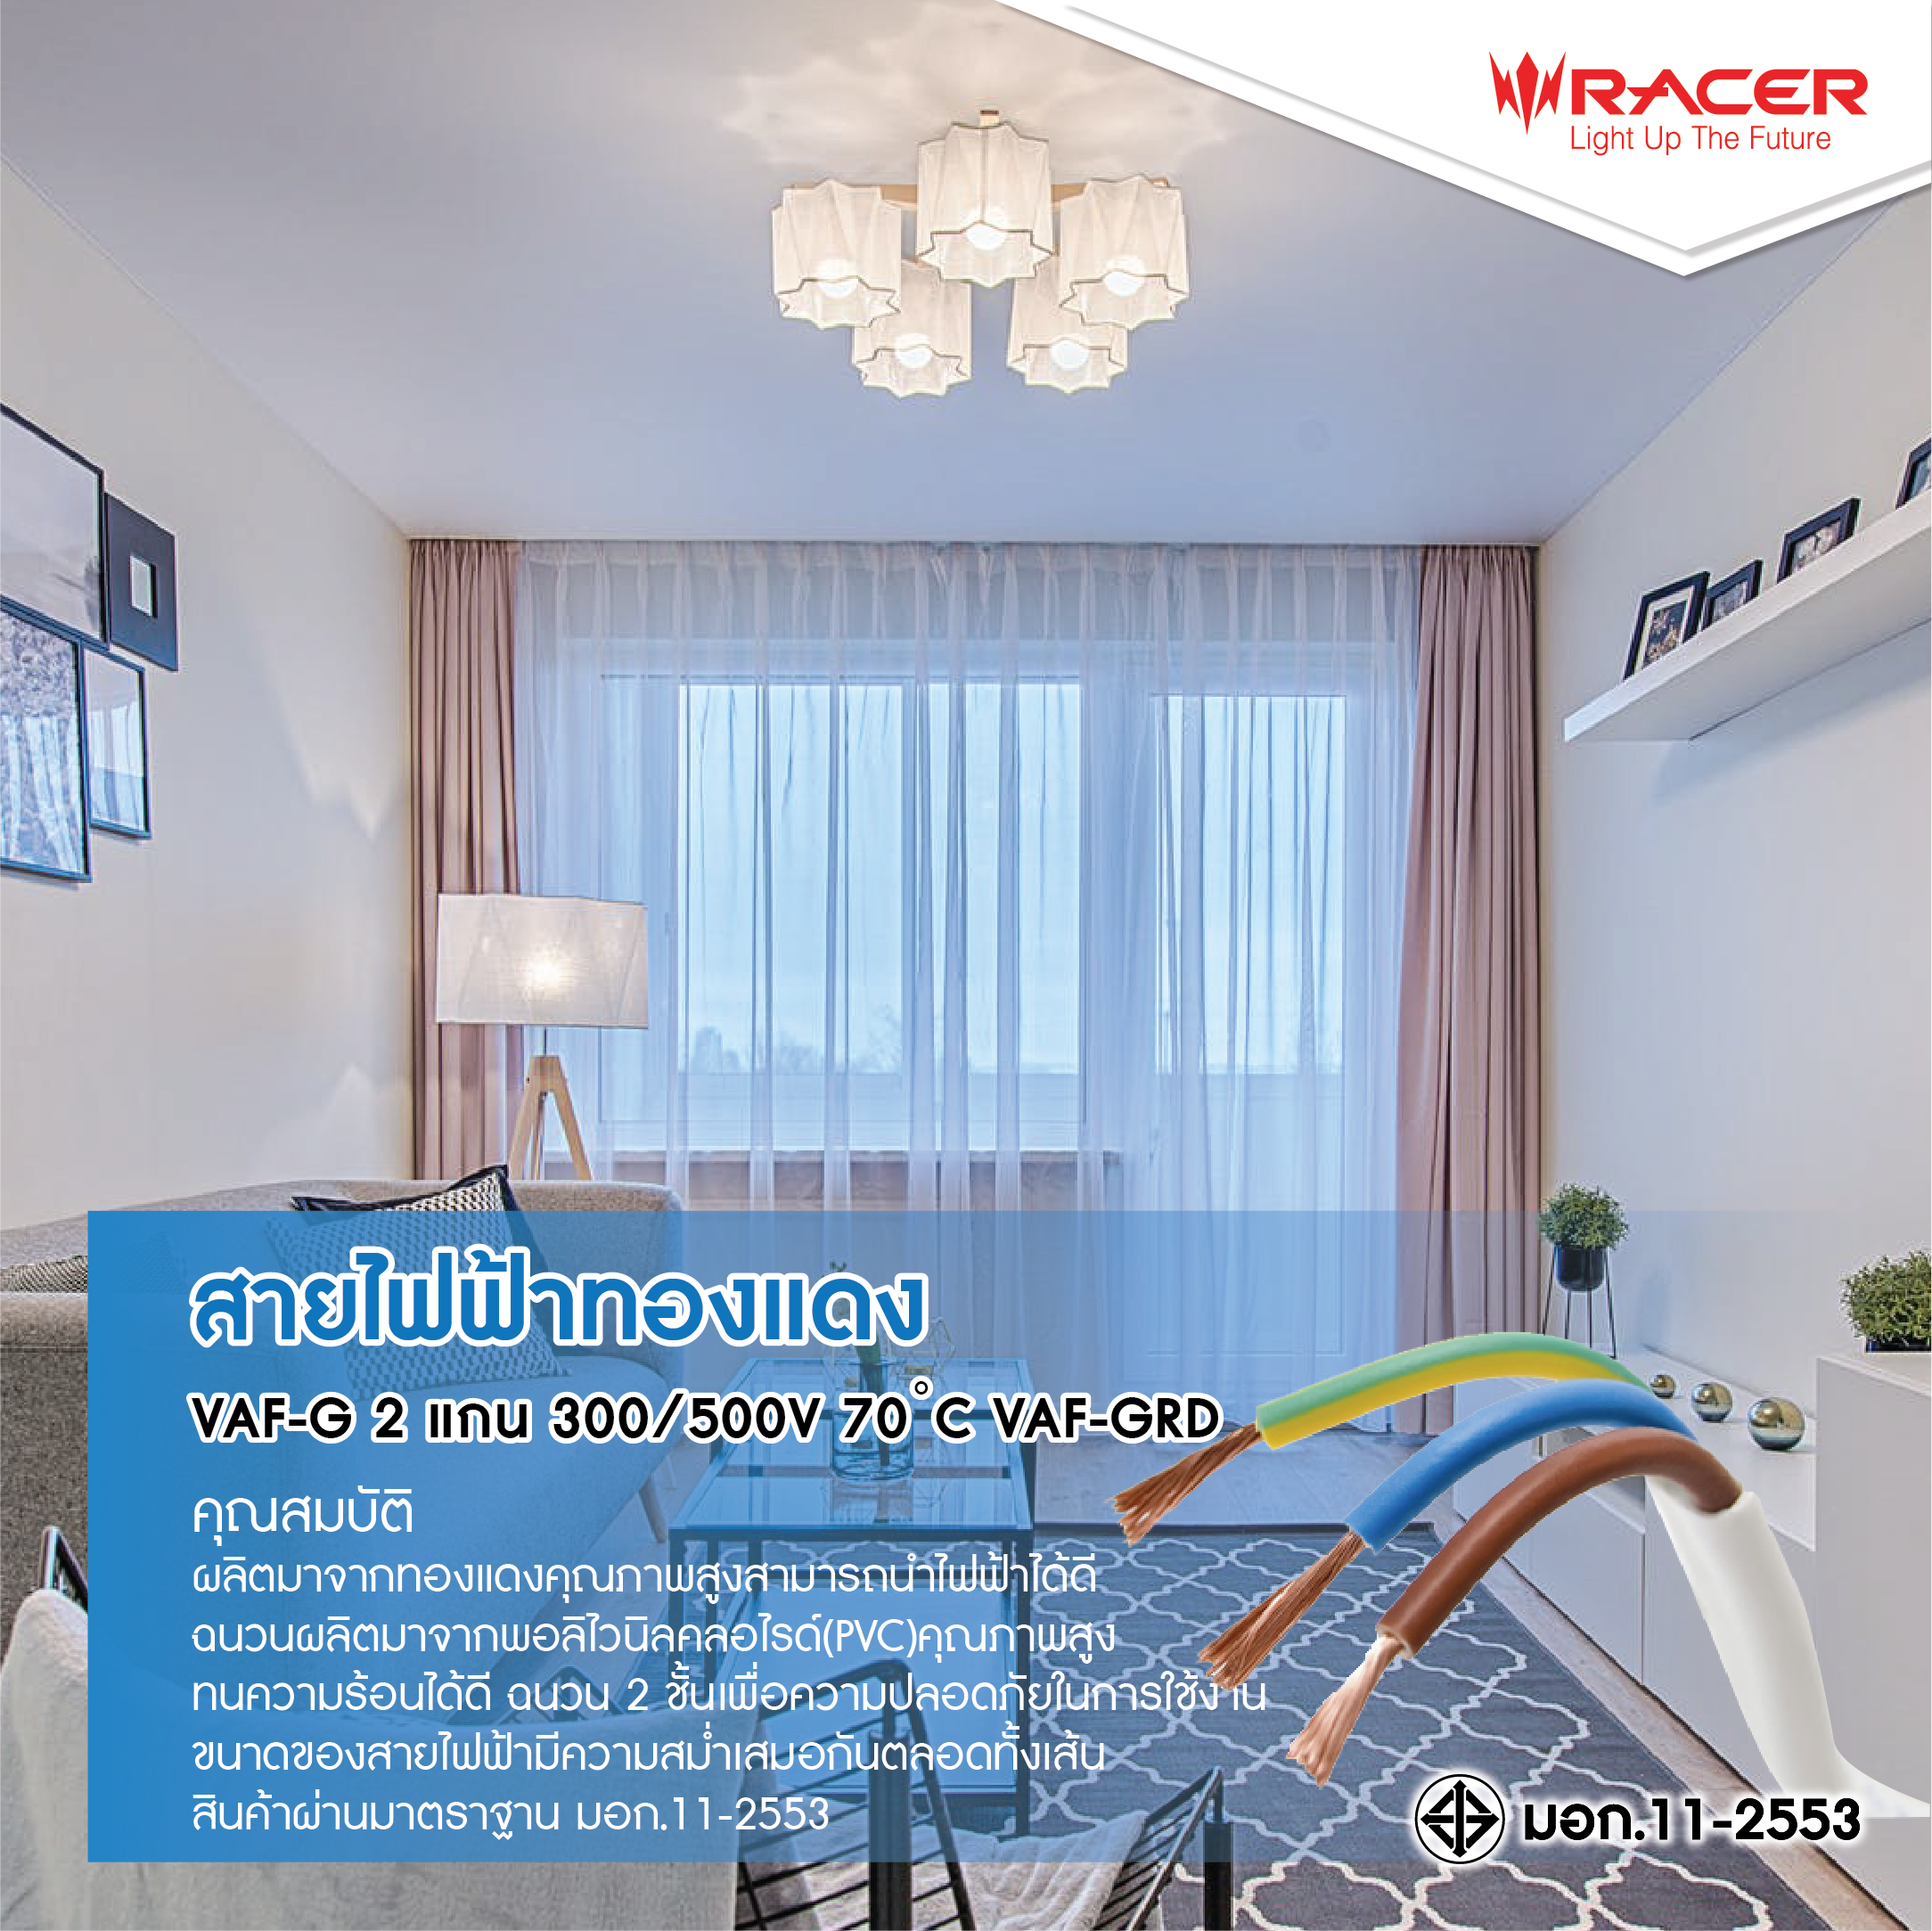 RACER
Light Up The Future
สายไฟฟ้าทองแดง
VAF-G 2 แกน 300/500V 70°C VAF-GRD
คุณสมบัติ
ผลิตมาจากทองแดงคุณภาพสูงสามารถนำไฟฟ้าได้ดี
ฉนวนผลิตมาจากพอลิไวนิลคลอไรด์(PVC)คุณภาพสูง
ทนความร้อนได้ดี ฉนวน 2 ชั้นเพื่อความปลอดภัยในการใช้งาน
ขนาดของสายไฟฟ้ามีความสม่ำเสมอกันตลอดทั้งเส้น
สินค้าผ่านมาตราฐาน มอก.11-2553
มอก.11-2553